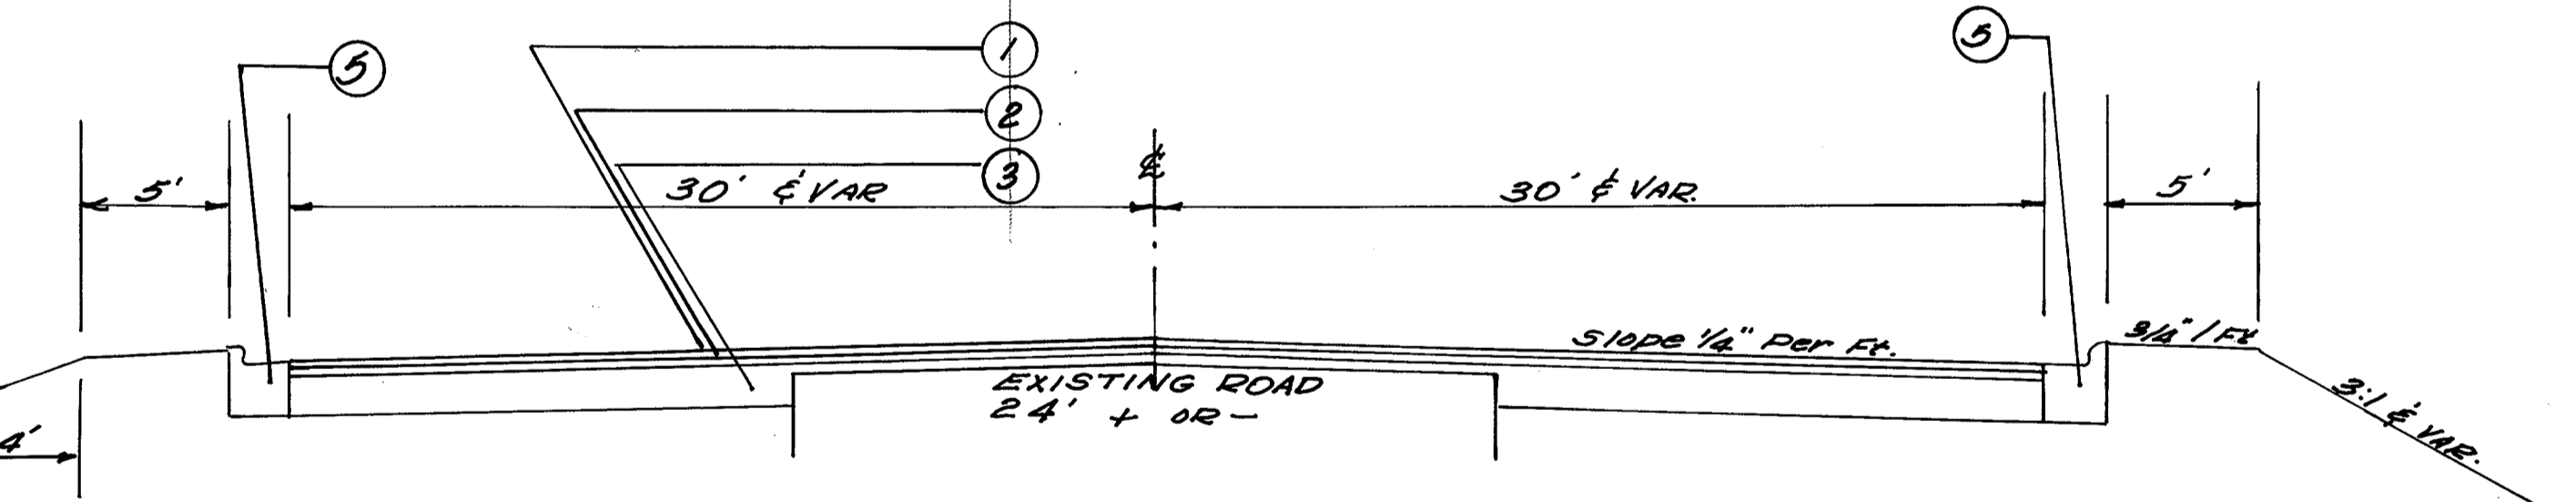 5
1
5
2
3
5'
30' & VAR
℄
30' & VAR.
5'
Slope 1/4" Per Ft.
3/4" / Ft
EXISTING ROAD
24' + OR -
3:1 & VAR.
4'